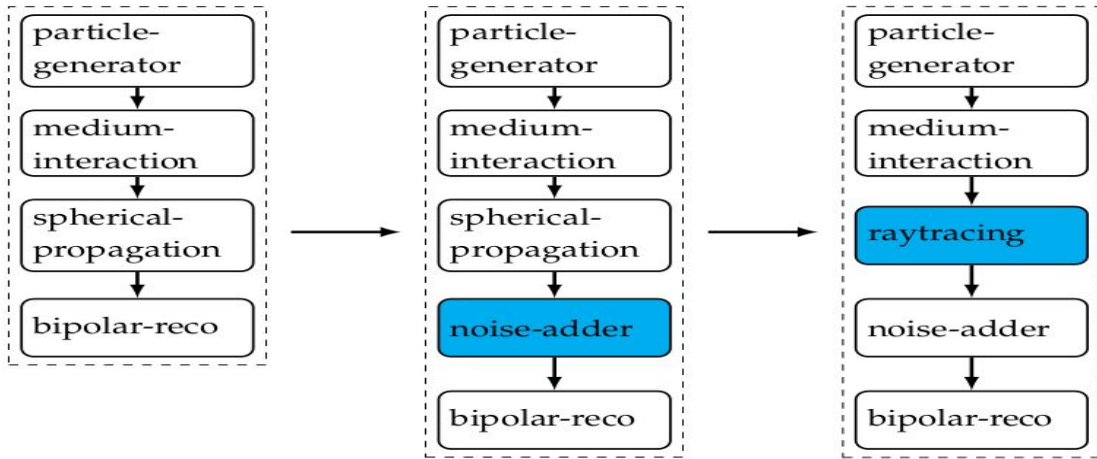 particle-
generator
medium-
interaction
spherical-
propagation
bipolar-reco
particle-
generator
medium-
interaction
spherical-
propagation
noise-adder
bipolar-reco
particle-
generator
medium-
interaction
raytracing
noise-adder
bipolar-reco